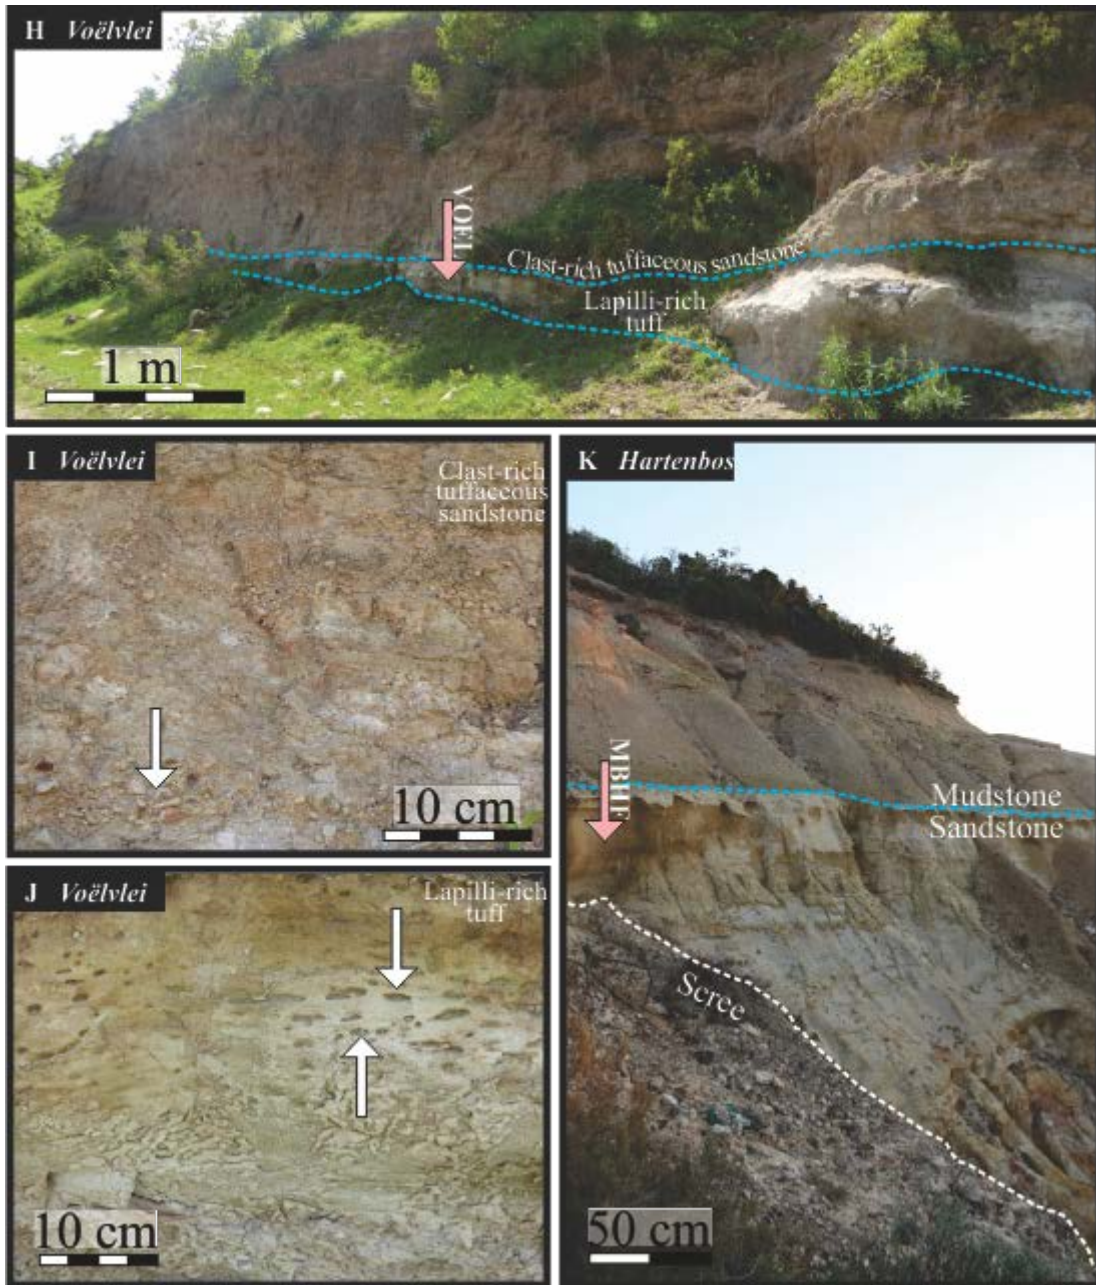 H Voëlvlei
VOEL
Clast-rich tuffaceous sandstone
Lapilli-rich
tuff
1 m
I Voëlvlei
Clast-rich
tuffaceous
sandstone
10 cm
J Voëlvlei
Lapilli-rich
tuff
10 cm
K Hartenbos
MBHF
Mudstone
Sandstone
Scree
50 cm